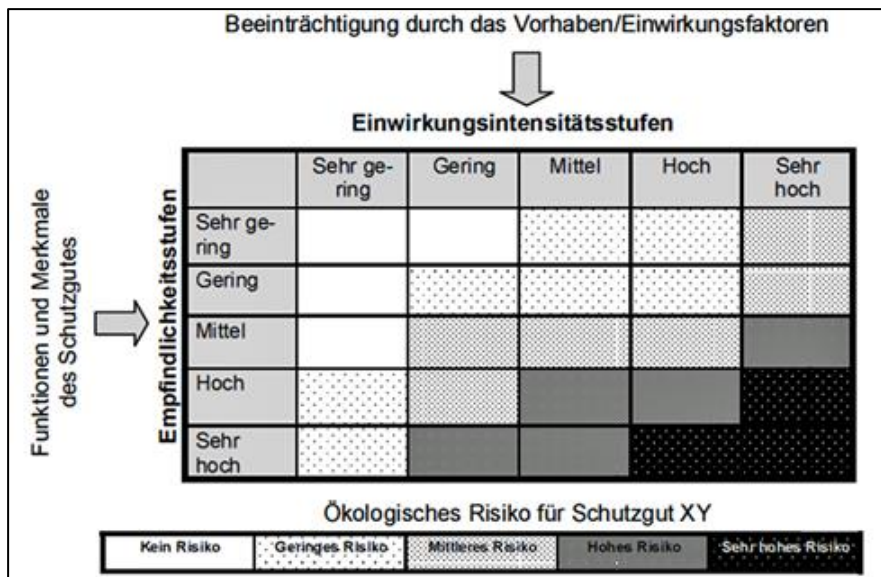 Beeinträchtigung durch das Vorhaben/Einwirkungsfaktoren
Einwirkungsintensitätsstufen
Funktionen und Merkmale
des Schutzgutes
Empfindlichkeitsstufen
Sehr ge-
ring
Gering
Mittel
Hoch
Sehr
hoch
Sehr ge-
ring
Gering
Mittel
Hoch
Sehr
hoch
Ökologisches Risiko für Schutzgut XY
Kein Risiko
Geringes Risiko
Mittleres Risiko
Hohes Risiko
Sehr hohes Risiko